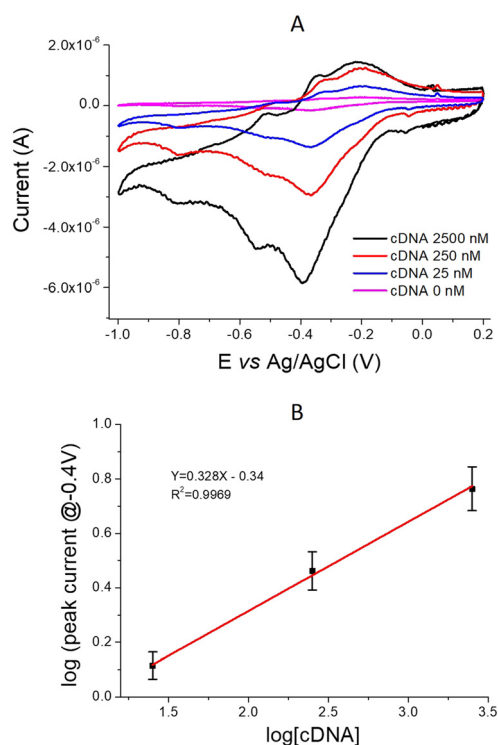 A
2.0x10⁻⁶
0.0
-2.0x10⁻⁶
-4.0x10⁻⁶
-6.0x10⁻⁶
Current (A)
cDNA 2500 nM
cDNA 250 nM
cDNA 25 nM
cDNA 0 nM
-1.0 -0.8 -0.6 -0.4 -0.2 0.0 0.2
E vs Ag/AgCl (V)
B
1.0
0.8
0.6
0.4
0.2
0.0
log (peak current @-0.4V)
Y=0.328X - 0.34
R²=0.9969
1.5 2.0 2.5 3.0 3.5
log[cDNA]